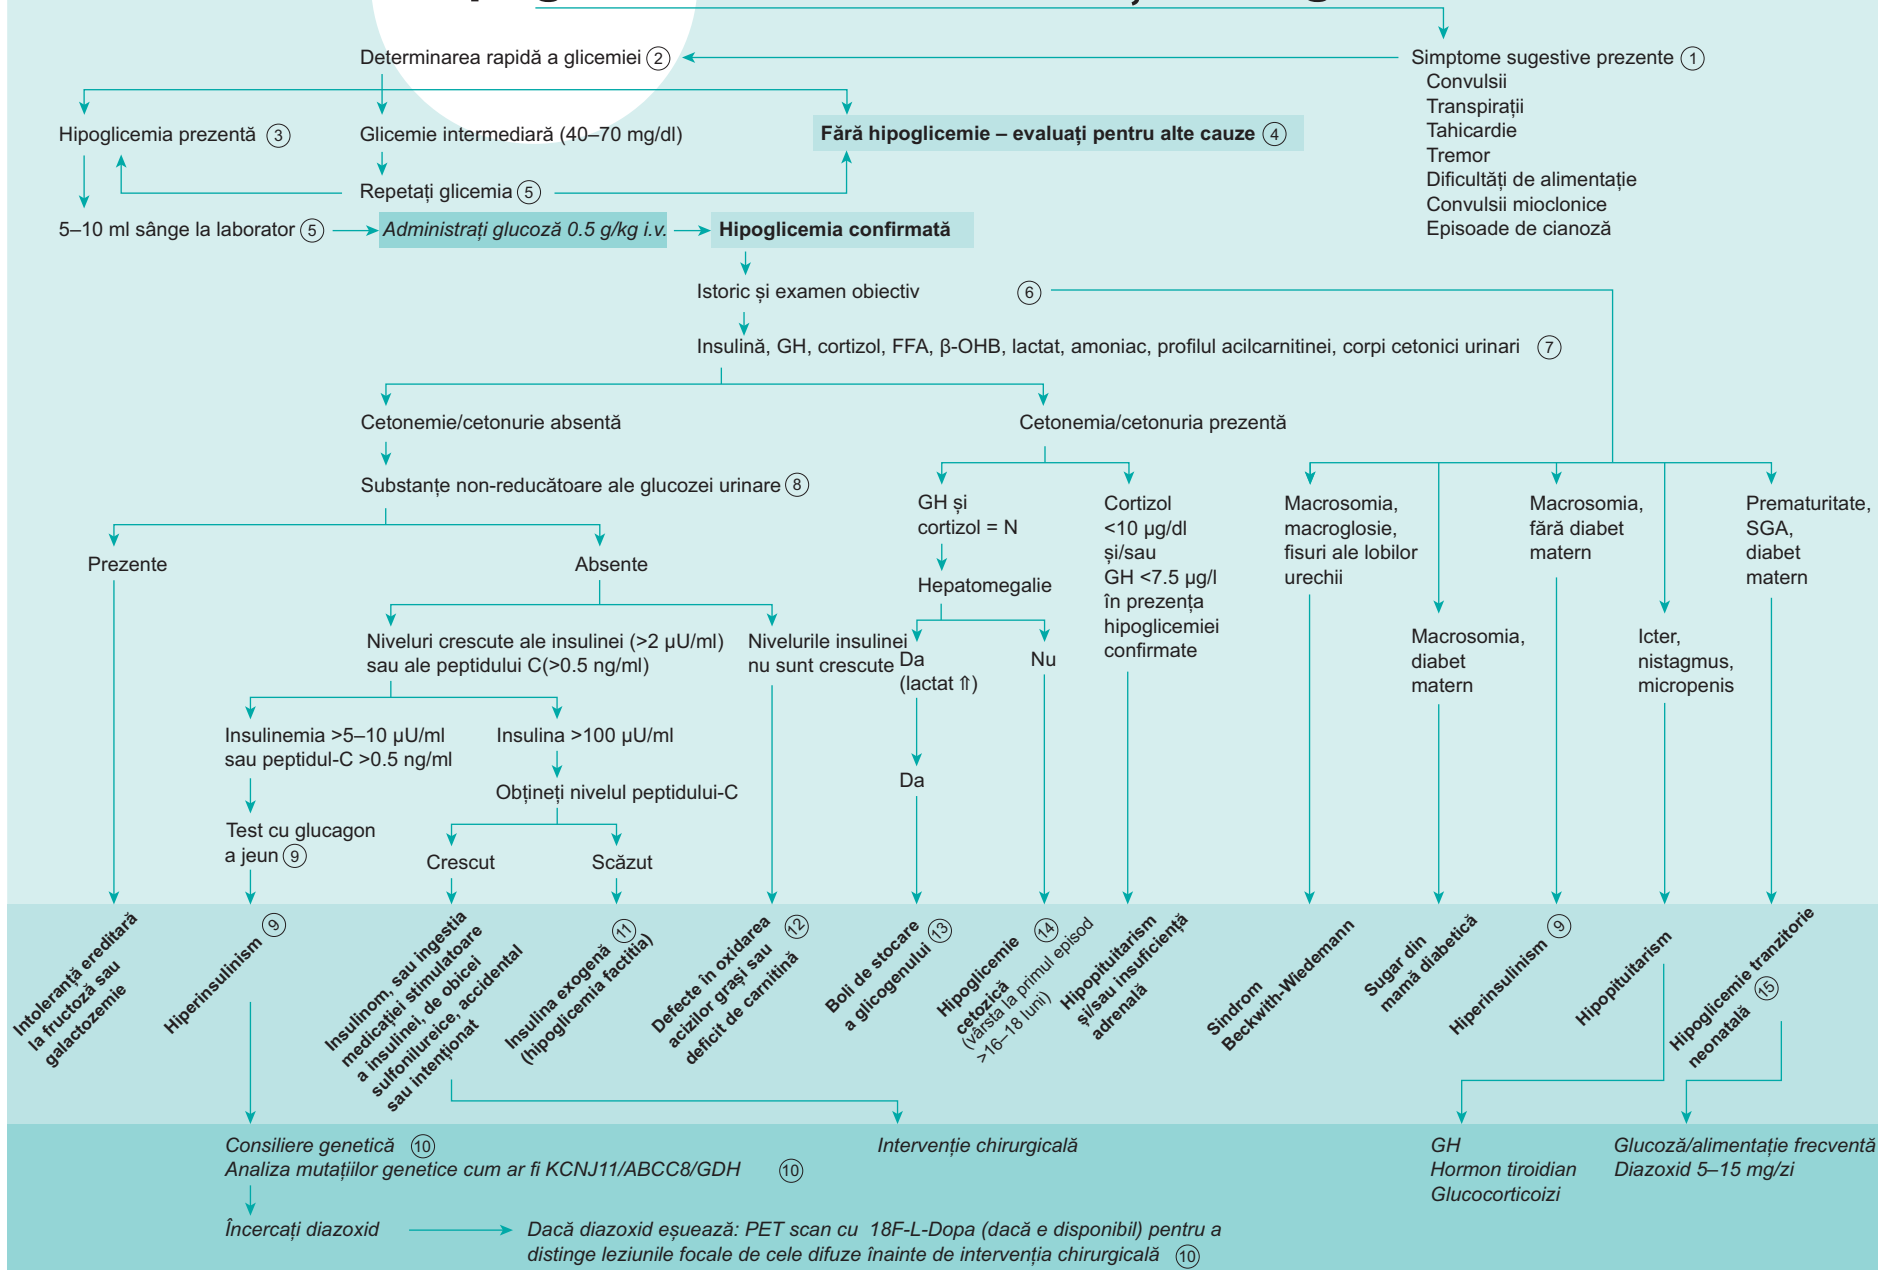 Determinarea rapidă a glicemiei 2
Simptome sugestive prezente 1
Convulsii
Transpirații
Tahicardie
Tremor
Dificultăți de alimentație
Convulsii mioclonice
Episoade de cianoză
Hipoglicemia prezentă 3
Glicemie intermediară (40–70 mg/dl)
Fără hipoglicemie – evaluați pentru alte cauze 4
Repetați glicemia 5
5–10 ml sânge la laborator 5
Administrați glucoză 0.5 g/kg i.v.
Hipoglicemia confirmată
Istoric și examen obiectiv 6
Insulină, GH, cortizol, FFA, β-OHB, lactat, amoniac, profilul acilcarnitinei, corpi cetonici urinari 7
Cetonemie/cetonurie absentă
Cetonemia/cetonuria prezentă
Substanțe non-reducătoare ale glucozei urinare 8
Prezente
Absente
GH și
cortizol = N
Hepatomegalie
Cortizol
<10 µg/dl
și/sau
GH <7.5 µg/l
în prezența
hipoglicemiei
confirmate
Macrosomia,
macroglosie,
fisuri ale lobilor
urechii
Macrosomia,
diabet
matern
Macrosomia,
fără diabet
matern
Icter,
nistagmus,
micropenis
Prematuritate,
SGA,
diabet
matern
Niveluri crescute ale insulinei (>2 µU/ml)
sau ale peptidului C(>0.5 ng/ml)
Nivelurile insulinei
nu sunt crescute
Da
(lactat ⇑)
Nu
Da
Insulinemia >5–10 µU/ml
sau peptidul-C >0.5 ng/ml
Insulina >100 µU/ml
Obțineți nivelul peptidului-C
Test cu glucagon
a jeun 9
Crescut
Scăzut
Intoleranță ereditară
la fructoză sau
galactozemie
Hiperinsulinism 9
Insulinom, sau ingestia
medicației stimulatoare
a insulinei, de obicei
sulfonilureice, accidental
sau intenționat
Insulina exogenă 11
(hipoglicemia factitia)
Defecte în oxidarea
acizilor grași sau 12
deficit de carnitină
Boli de stocare
a glicogenului 13
Hipoglicemie 14
cetozică
(vârsta la primul episod
>16–18 luni)
Hipopituitarism
și/sau insuficiență
adrenală
Sindrom
Beckwith-Wiedemann
Sugar din
mamă diabetică
Hiperinsulinism 9
Hipopituitarism
Hipoglicemie tranzitorie
neonatală 15
Consiliere genetică 10
Analiza mutațiilor genetice cum ar fi KCNJ11/ABCC8/GDH 10
Intervenție chirurgicală
GH
Hormon tiroidian
Glucocorticoizi
Glucoză/alimentație frecventă
Diazoxid 5–15 mg/zi
Încercați diazoxid
Dacă diazoxid eșuează: PET scan cu 18F-L-Dopa (dacă e disponibil) pentru a
distinge leziunile focale de cele difuze înainte de intervenția chirurgicală 10